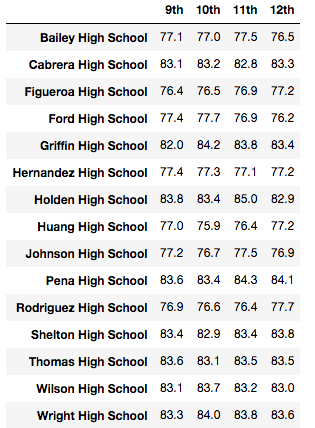 9th 10th 11th 12th
Bailey High School 77.1 77.0 77.5 76.5
Cabrera High School 83.1 83.2 82.8 83.3
Figueroa High School 76.4 76.5 76.9 77.2
Ford High School 77.4 77.7 76.9 76.2
Griffin High School 82.0 84.2 83.8 83.4
Hernandez High School 77.4 77.3 77.1 77.2
Holden High School 83.8 83.4 85.0 82.9
Huang High School 77.0 75.9 76.4 77.2
Johnson High School 77.2 76.7 77.5 76.9
Pena High School 83.6 83.4 84.3 84.1
Rodriguez High School 76.9 76.6 76.4 77.7
Shelton High School 83.4 82.9 83.4 83.8
Thomas High School 83.6 83.1 83.5 83.5
Wilson High School 83.1 83.7 83.2 83.0
Wright High School 83.3 84.0 83.8 83.6